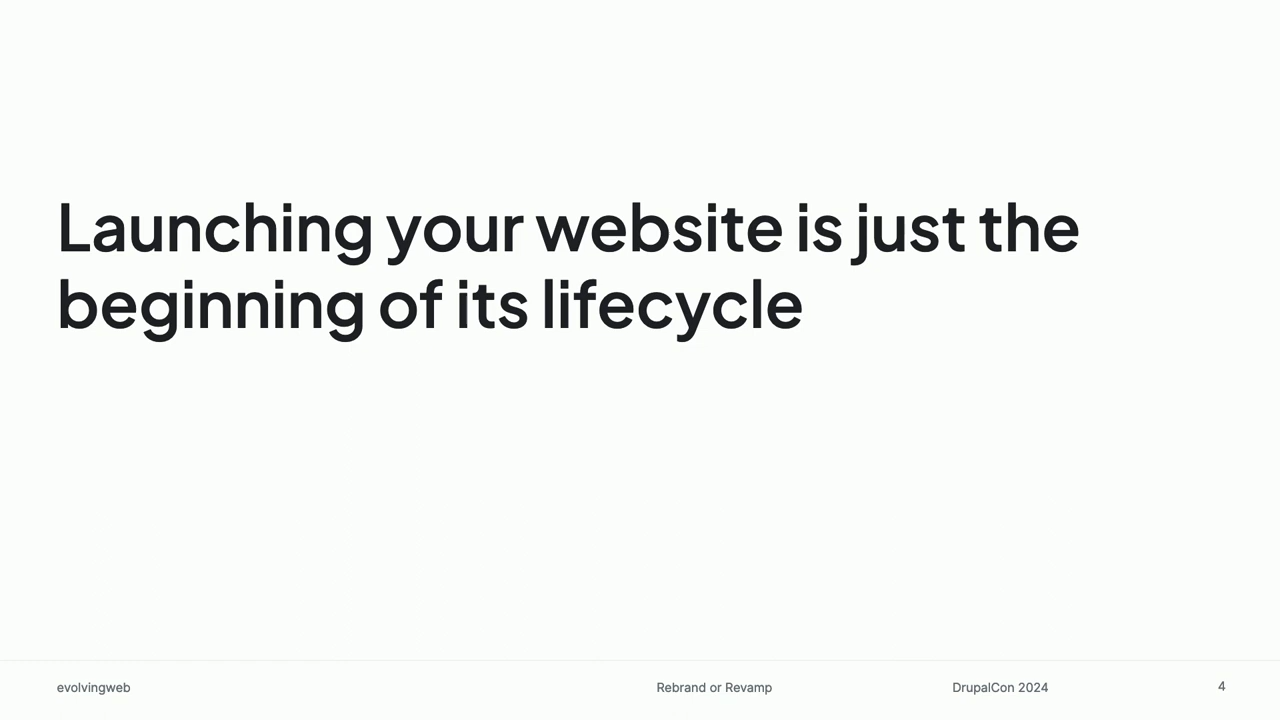 Launching your website is just the
beginning of its lifecycle
evolvingweb
Rebrand or Revamp
DrupalCon 2024
4